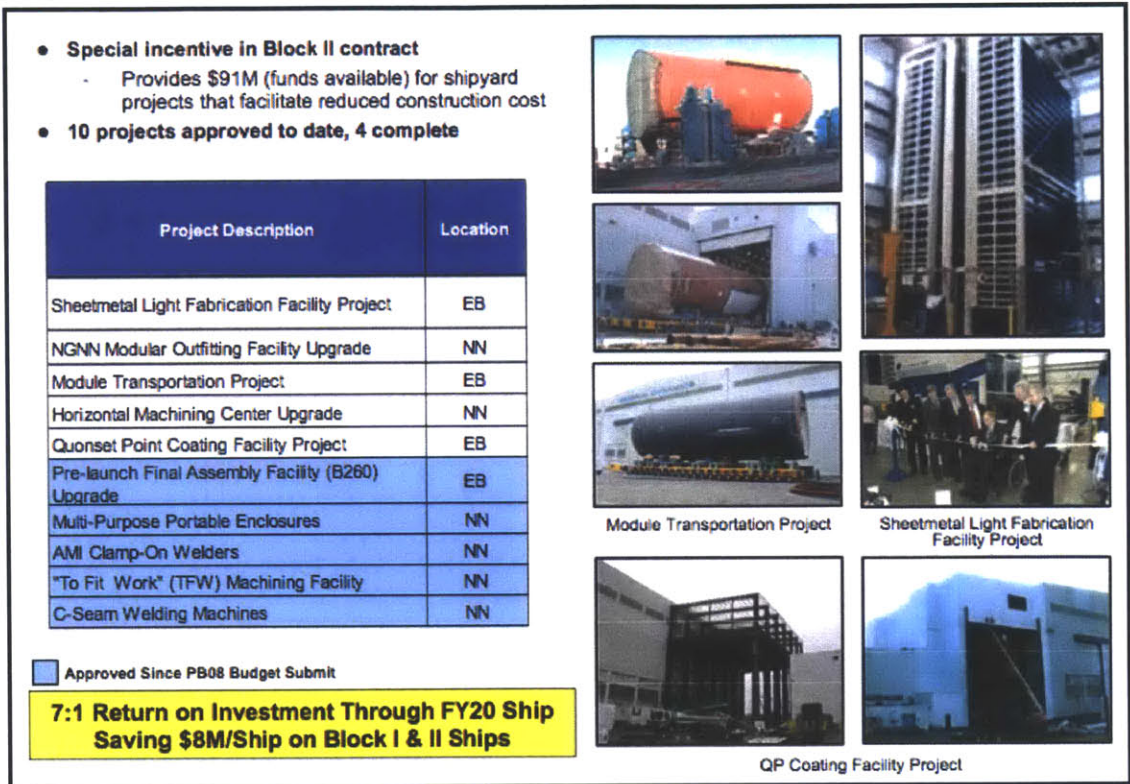 ● Special incentive in Block II contract
- Provides $91M (funds available) for shipyard
projects that facilitate reduced construction cost
● 10 projects approved to date, 4 complete
Project Description Location
Sheetmetal Light Fabrication Facility Project EB
NGNN Modular Outfitting Facility Upgrade NN
Module Transportation Project EB
Horizontal Machining Center Upgrade NN
Quonset Point Coating Facility Project EB
Pre-launch Final Assembly Facility (B260)
Upgrade EB
Multi-Purpose Portable Enclosures NN
AMI Clamp-On Welders NN
"To Fit Work" (TFW) Machining Facility NN
C-Seam Welding Machines NN
Approved Since PB08 Budget Submit
7:1 Return on Investment Through FY20 Ship
Saving $8M/Ship on Block I & II Ships
Module Transportation Project
Sheetmetal Light Fabrication
Facility Project
QP Coating Facility Project